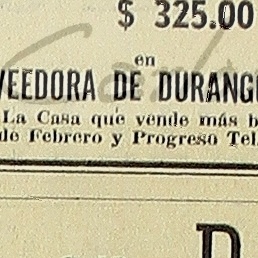 $ 325.00
en
VEEDORA DE DURANG
La Casa que vende más b
de Febrero y Progreso Tel
D